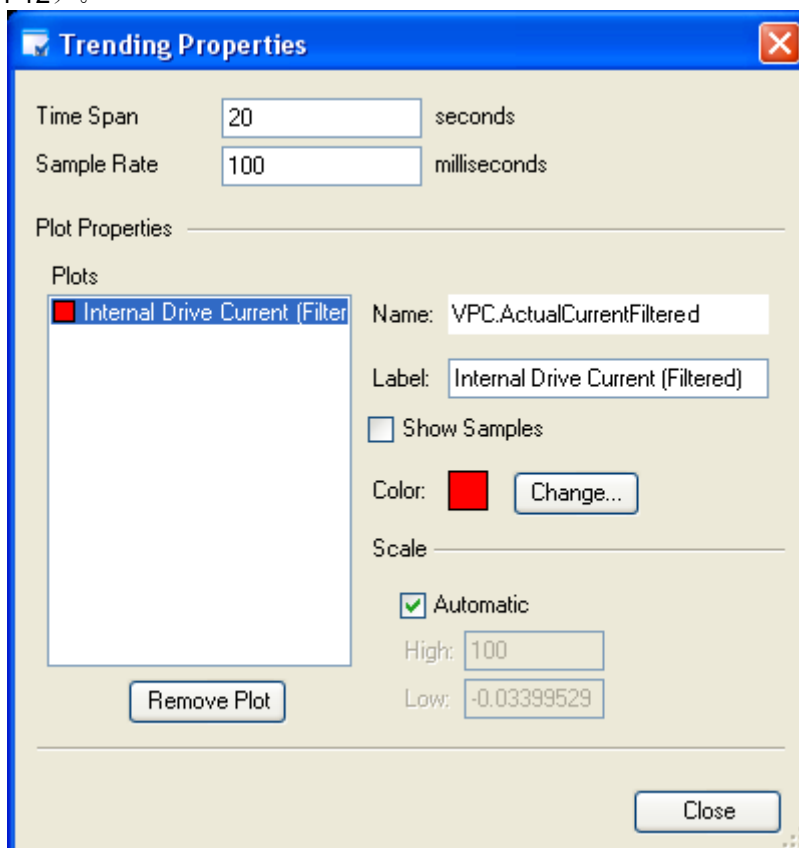 Trending Properties
Time Span 20 seconds
Sample Rate 100 milliseconds
Plot Properties
Plots
Internal Drive Current (Filter
Name: VPC.ActualCurrentFiltered
Label: Internal Drive Current (Filtered)
Show Samples
Color: Change...
Scale
Automatic
High: 100
Low: -0.03399529
Remove Plot
Close